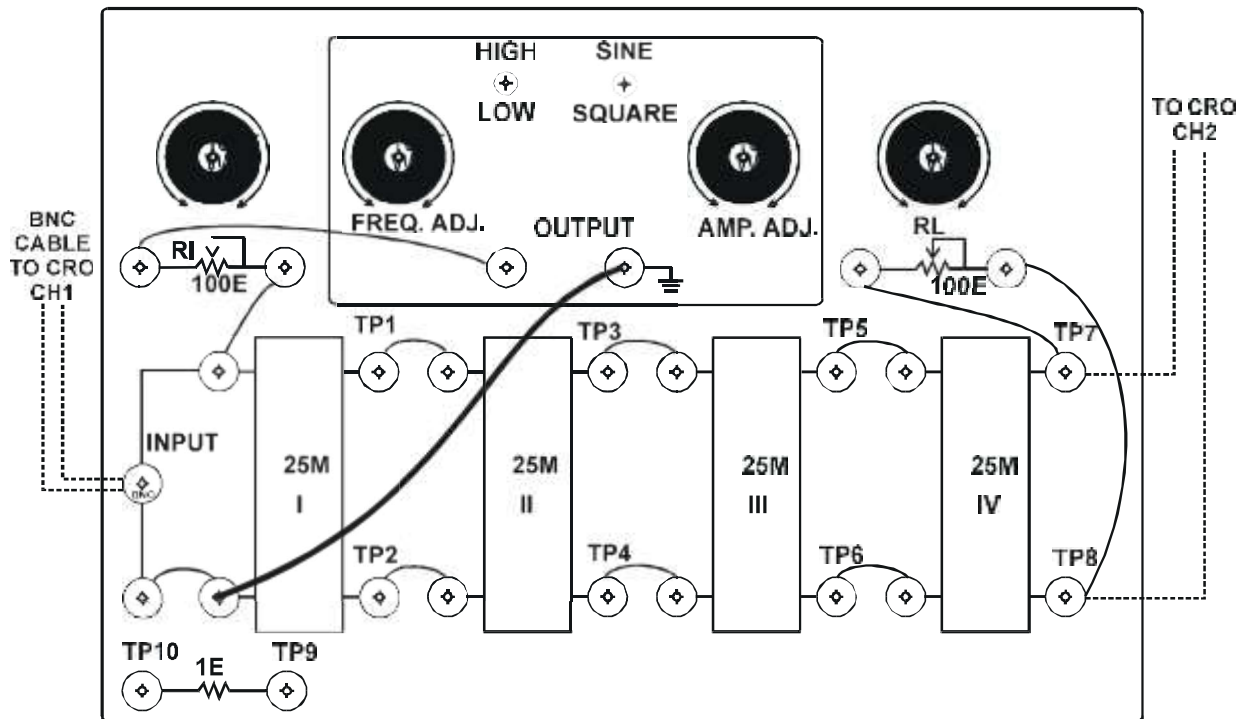 HIGH
SINE
LOW
SQUARE
TO CRO
CH2
BNC
CABLE
TO CRO
CH1
FREQ. ADJ.
OUTPUT
AMP. ADJ.
RI
100E
RL
100E
TP1
TP3
TP5
TP7
INPUT
BNC
25M
I
25M
II
25M
III
25M
IV
TP2
TP4
TP6
TP8
TP10
1E
TP9